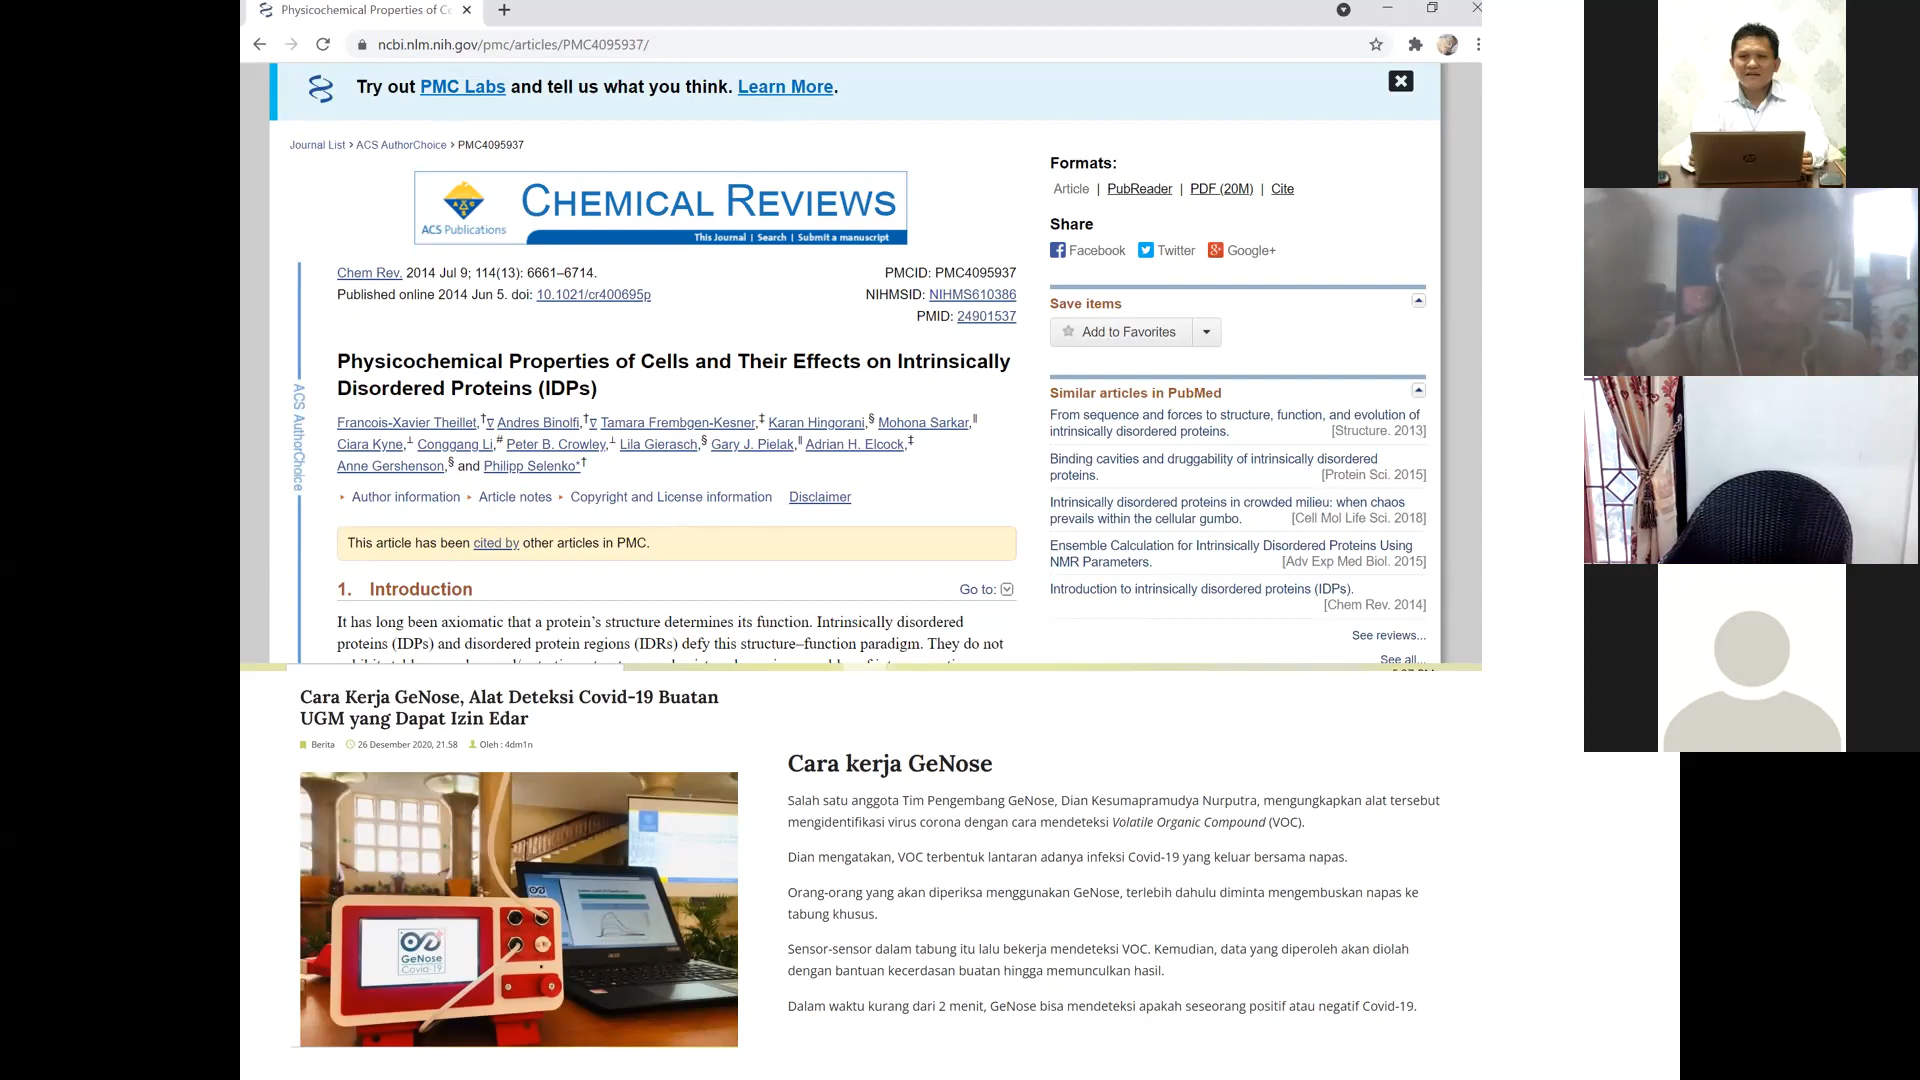 Physicochemical Properties of C
ncbi.nlm.nih.gov/pmc/articles/PMC4095937/
Try out PMC Labs and tell us what you think. Learn More.
Journal List > ACS AuthorChoice > PMC4095937
ACS Publications
CHEMICAL REVIEWS
This Journal | Search | Submit a manuscript
ACS AuthorChoice
Chem Rev. 2014 Jul 9; 114(13): 6661–6714.
Published online 2014 Jun 5. doi: 10.1021/cr400695p
PMCID: PMC4095937
NIHMSID: NIHMS610386
PMID: 24901537
Physicochemical Properties of Cells and Their Effects on Intrinsically
Disordered Proteins (IDPs)
Francois-Xavier Theillet,†∇ Andres Binolfi,†∇ Tamara Frembgen-Kesner,‡ Karan Hingorani,§ Mohona Sarkar,∥
Ciara Kyne,⊥ Conggang Li,# Peter B. Crowley,⊥ Lila Gierasch,§ Gary J. Pielak,∥ Adrian H. Elcock,‡
Anne Gershenson,§ and Philipp Selenko*†
Author information Article notes Copyright and License information Disclaimer
This article has been cited by other articles in PMC.
1. Introduction
Go to:
It has long been axiomatic that a protein's structure determines its function. Intrinsically disordered
proteins (IDPs) and disordered protein regions (IDRs) defy this structure–function paradigm. They do not
Formats:
Article | PubReader | PDF (20M) | Cite
Share
Facebook Twitter Google+
Save items
Add to Favorites
Similar articles in PubMed
From sequence and forces to structure, function, and evolution of
intrinsically disordered proteins. [Structure. 2013]
Binding cavities and druggability of intrinsically disordered
proteins. [Protein Sci. 2015]
Intrinsically disordered proteins in crowded milieu: when chaos
prevails within the cellular gumbo. [Cell Mol Life Sci. 2018]
Ensemble Calculation for Intrinsically Disordered Proteins Using
NMR Parameters. [Adv Exp Med Biol. 2015]
Introduction to intrinsically disordered proteins (IDPs).
[Chem Rev. 2014]
See reviews...
See all...
Cara Kerja GeNose, Alat Deteksi Covid-19 Buatan
UGM yang Dapat Izin Edar
Berita 26 Desember 2020, 21.58 Oleh : 4dm1n
GeNose
Covid-19
Cara kerja GeNose
Salah satu anggota Tim Pengembang GeNose, Dian Kesumapramudya Nurputra, mengungkapkan alat tersebut
mengidentifikasi virus corona dengan cara mendeteksi Volatile Organic Compound (VOC).
Dian mengatakan, VOC terbentuk lantaran adanya infeksi Covid-19 yang keluar bersama napas.
Orang-orang yang akan diperiksa menggunakan GeNose, terlebih dahulu diminta mengembuskan napas ke
tabung khusus.
Sensor-sensor dalam tabung itu lalu bekerja mendeteksi VOC. Kemudian, data yang diperoleh akan diolah
dengan bantuan kecerdasan buatan hingga memunculkan hasil.
Dalam waktu kurang dari 2 menit, GeNose bisa mendeteksi apakah seseorang positif atau negatif Covid-19.